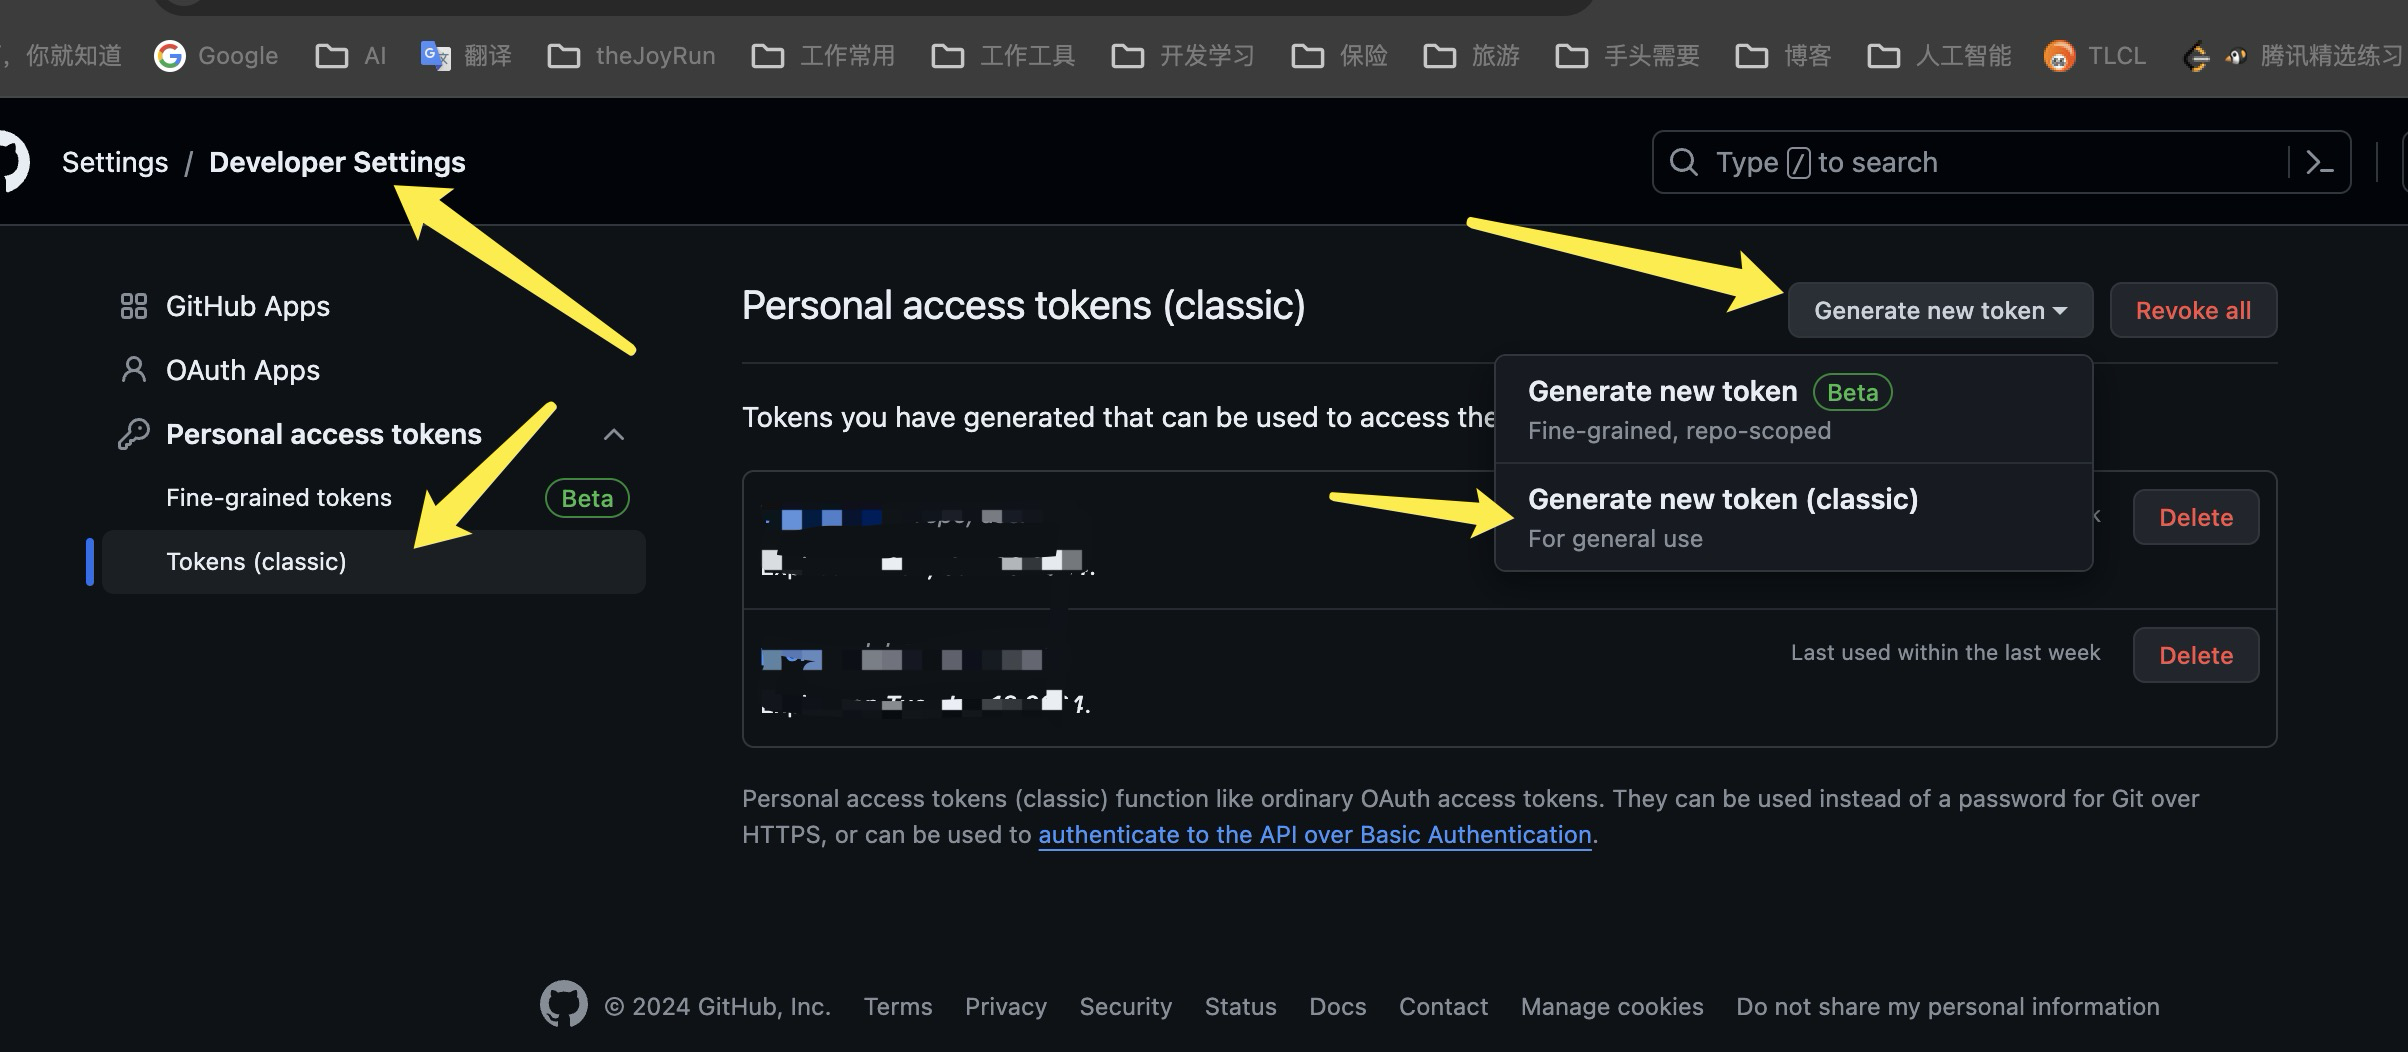 你就知道 Google AI 翻译 theJoyRun 工作常用 工作工具 开发学习 保险 旅游 手头需要 博客 人工智能 TLCL 腾讯精选练习
Settings / Developer Settings
Type / to search
GitHub Apps
OAuth Apps
Personal access tokens
Fine-grained tokens Beta
Tokens (classic)
Personal access tokens (classic)
Generate new token
Revoke all
Generate new token Beta
Fine-grained, repo-scoped
Generate new token (classic)
For general use
Tokens you have generated that can be used to access the
Delete
Last used within the last week
Delete
Personal access tokens (classic) function like ordinary OAuth access tokens. They can be used instead of a password for Git over
HTTPS, or can be used to authenticate to the API over Basic Authentication.
© 2024 GitHub, Inc. Terms Privacy Security Status Docs Contact Manage cookies Do not share my personal information